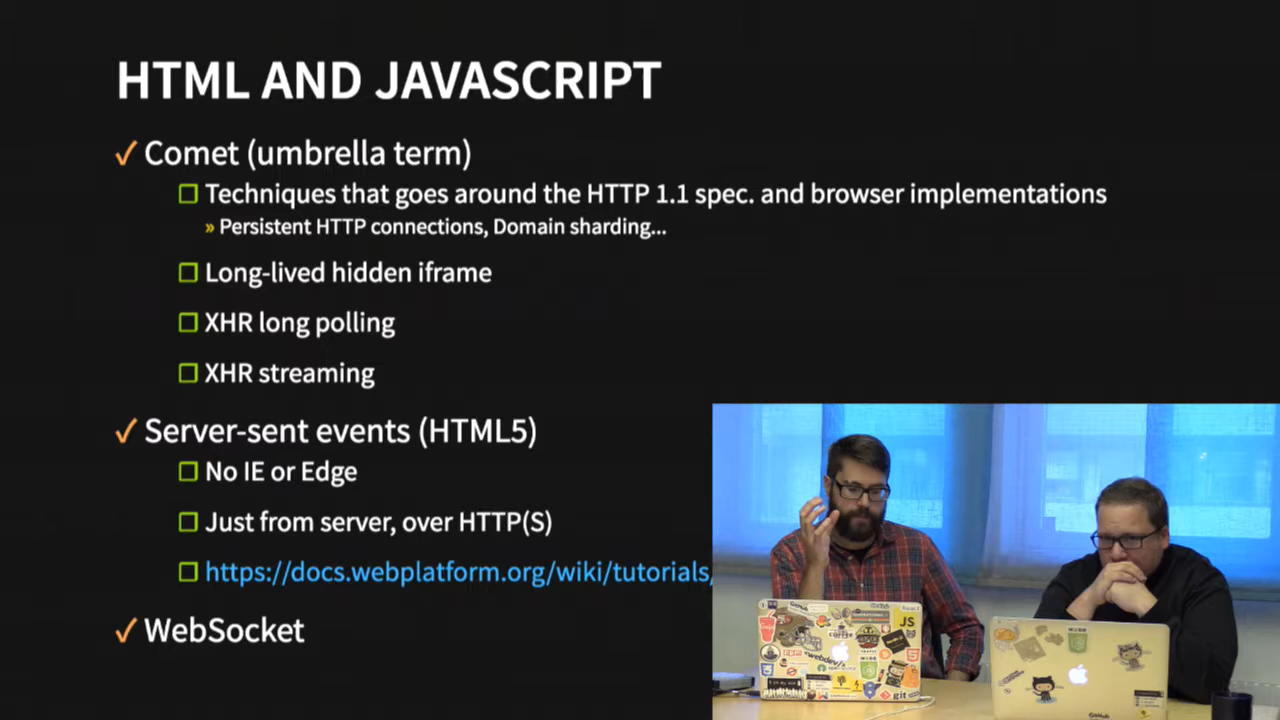 HTML AND JAVASCRIPT
✓ Comet (umbrella term)
Techniques that goes around the HTTP 1.1 spec. and browser implementations
» Persistent HTTP connections, Domain sharding...
Long-lived hidden iframe
XHR long polling
XHR streaming
✓ Server-sent events (HTML5)
No IE or Edge
Just from server, over HTTP(S)
https://docs.webplatform.org/wiki/tutorials/
✓ WebSocket
JS
git